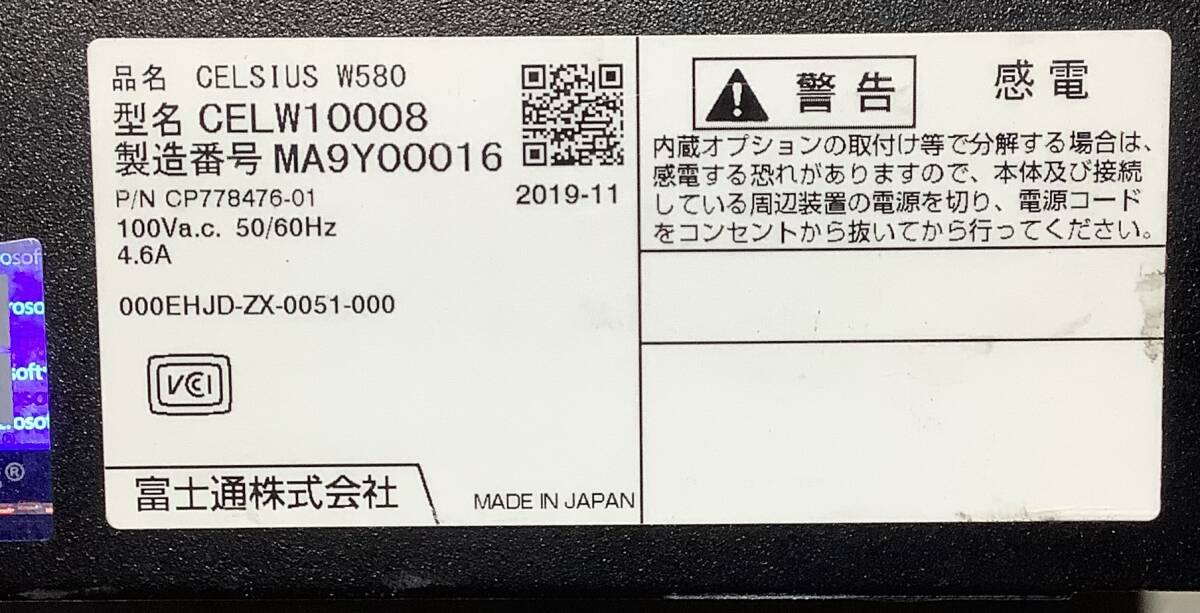 品名 CELSIUS W580
型名 CELW10008
製造番号 MA9Y00016
P/N CP778476-01
2019-11
100Va.c. 50/60Hz
4.6A
000EHJD-ZX-0051-000
VCI
富士通株式会社
MADE IN JAPAN
警告
感電
内蔵オプションの取付け等で分解する場合は、
感電する恐れがありますので、本体及び接続
している周辺装置の電源を切り、電源コード
をコンセントから抜いてから行ってください。
osoft
roso
soft
oso
rosof
®